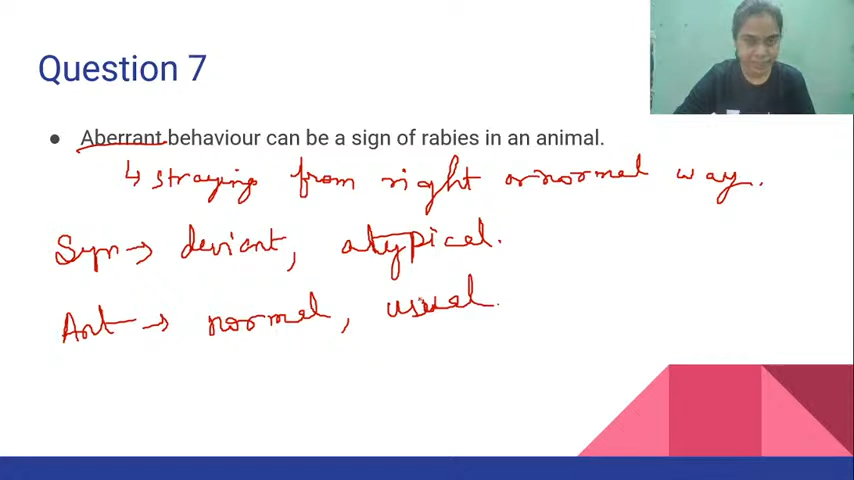 Question 7
● Aberrant behaviour can be a sign of rabies in an animal.
↳ straying from right or normal way.
Syn → deviant, atypical.
Ant → normal, usual.